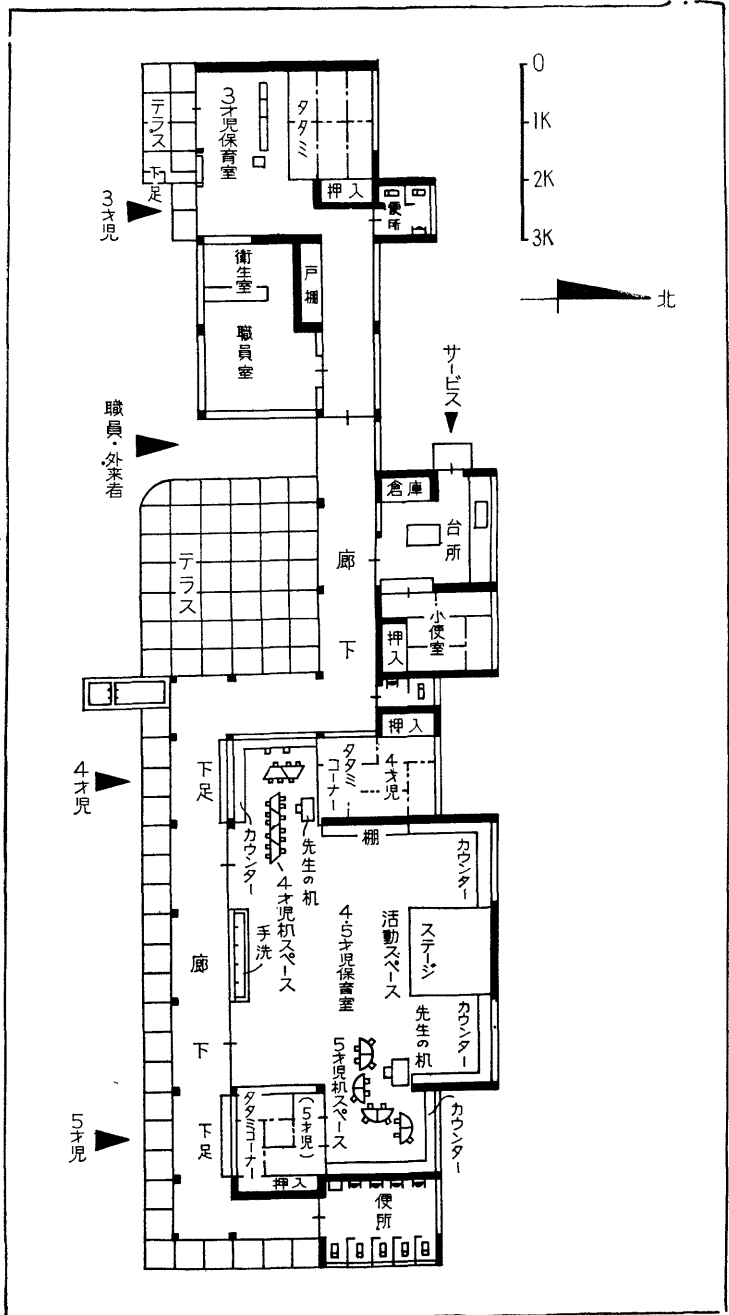 0
1K
2K
3K
北
テラス
下足
3才児
3才児保育室
タタミ
押入
便所
衛生室
戸棚
職員室
職員・外来者
サービス
倉庫
台所
テラス
廊下
小使室
押入
押入
4才児
下足
カウンター
タタミコーナー
4才児
先生の机
4才児机スペース
棚
カウンター
手洗
4・5才児保育室
活動スペース
ステージ
廊下
カウンター
先生の机
5才児机スペース
カウンター
5才児
下足
タタミコーナー
(5才児)
押入
便所